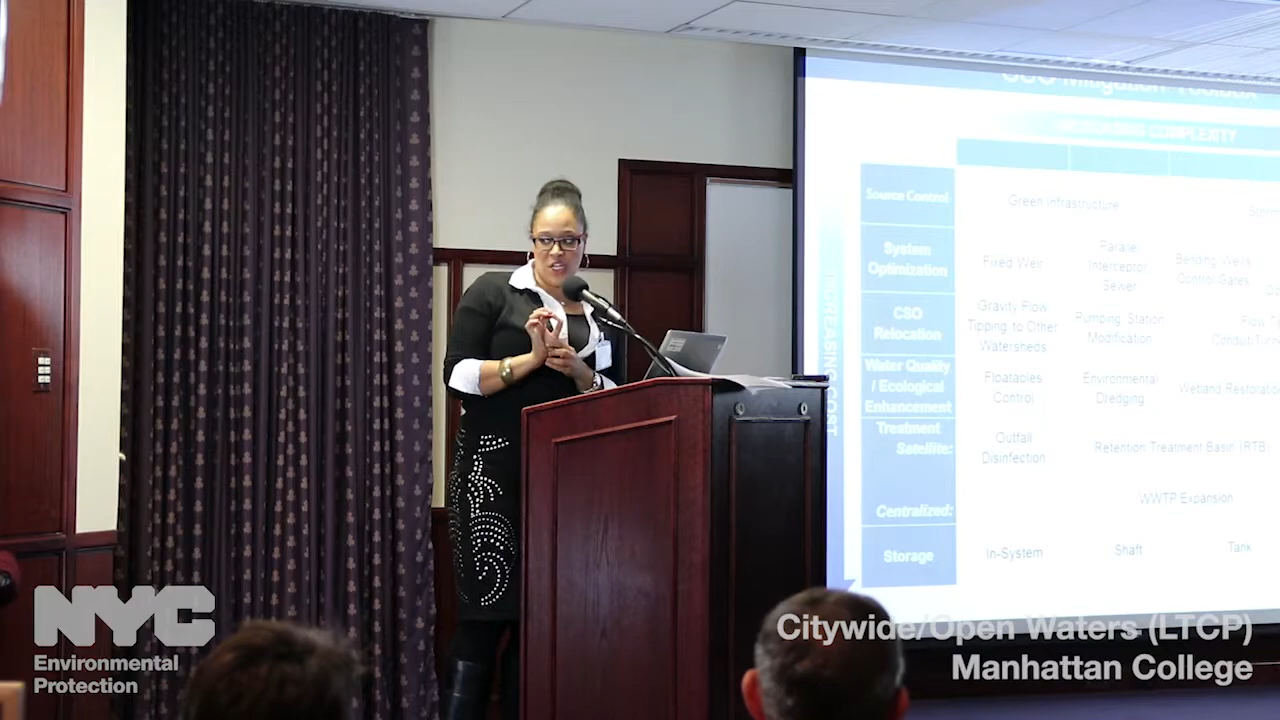 CSO Mitigation Toolbox
INCREASING COMPLEXITY
INCREASING COST
Source Control
Green Infrastructure
System
Optimization
Fixed Weir
Parallel
Interceptor
Sewer
Bending Weirs
Control Gates
CSO
Relocation
Gravity Flow
Tipping to Other
Watersheds
Pumping Station
Modification
Flow
Water Quality
/ Ecological
Enhancement
Floatables
Control
Environmental
Dredging
Wetland
Treatment
Satellite:
Outfall
Disinfection
Retention Treatment Basin (RTB)
Centralized:
WWTP Expansion
Storage
In-System
Shaft
Tank
NYC
Environmental
Protection
Citywide/Open Waters (LTCP)
Manhattan College